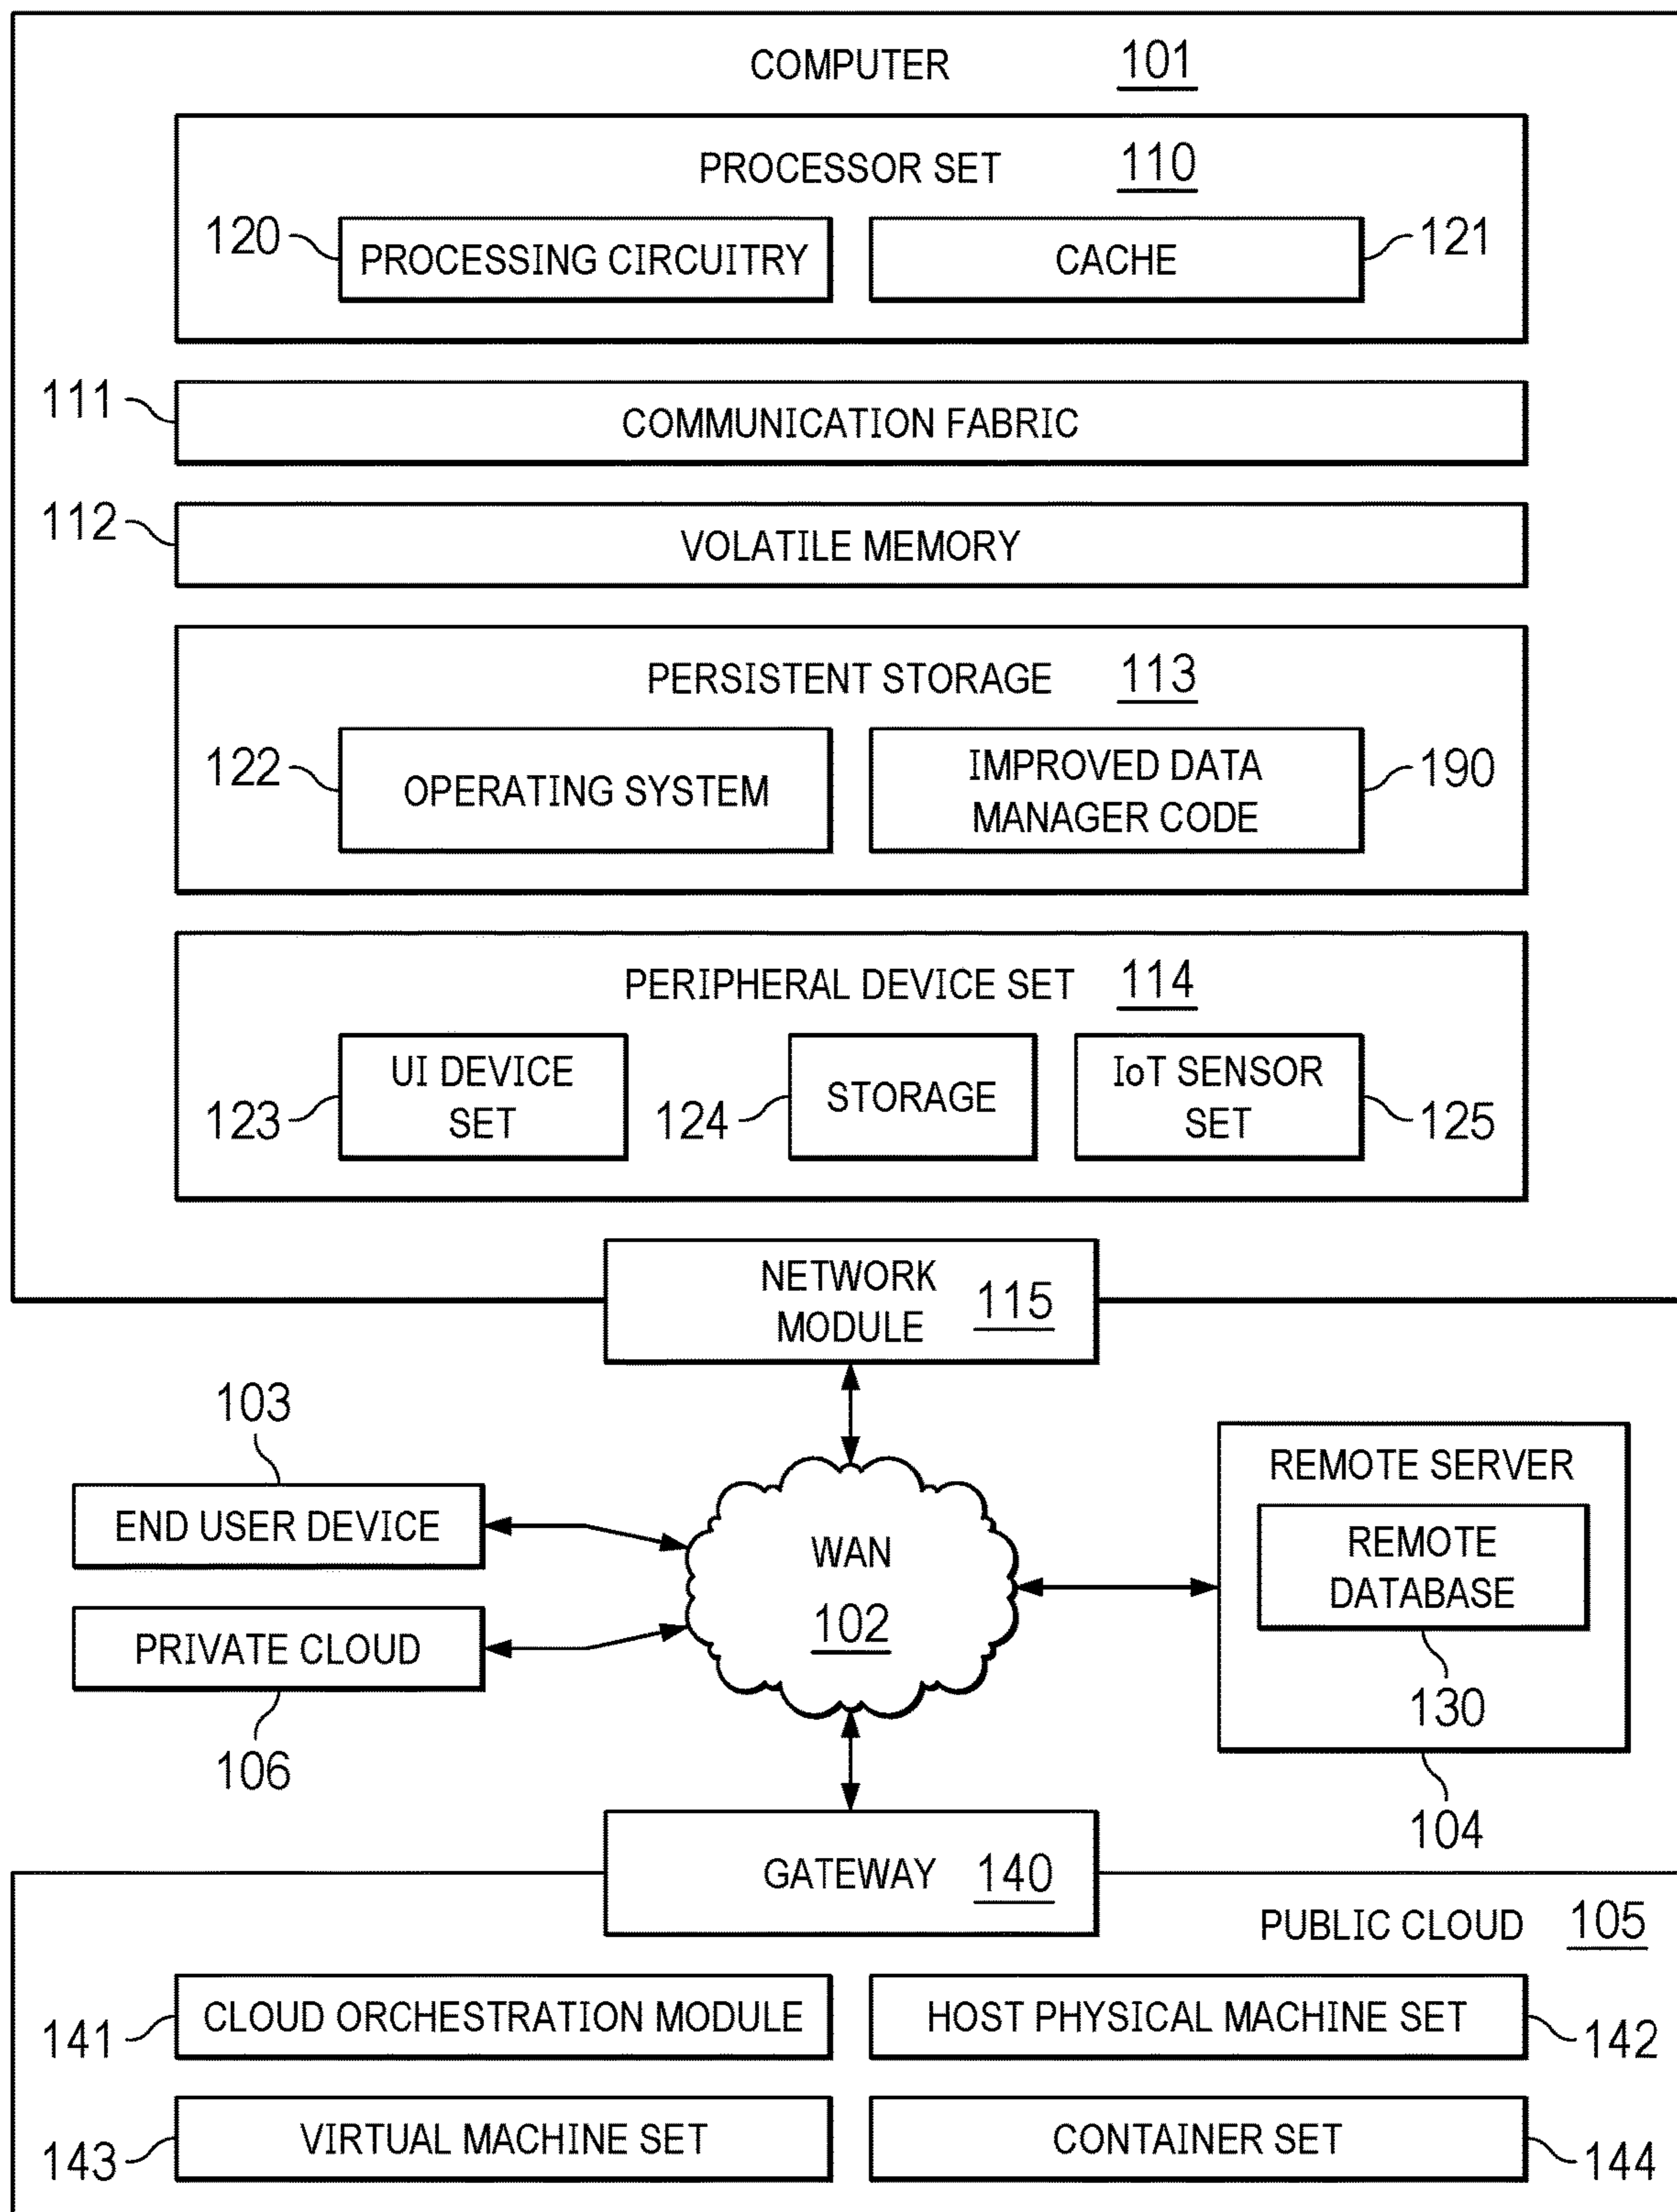 COMPUTER 101
PROCESSOR SET 110
120 PROCESSING CIRCUITRY
CACHE 121
111 COMMUNICATION FABRIC
112 VOLATILE MEMORY
PERSISTENT STORAGE 113
122 OPERATING SYSTEM
IMPROVED DATA
MANAGER CODE
190
PERIPHERAL DEVICE SET 114
123
UI DEVICE
SET
124 STORAGE
IoT SENSOR
SET
125
NETWORK
MODULE
115
103
END USER DEVICE
PRIVATE CLOUD
106
WAN
102
REMOTE SERVER
REMOTE
DATABASE
130
104
GATEWAY 140
PUBLIC CLOUD 105
141 CLOUD ORCHESTRATION MODULE
HOST PHYSICAL MACHINE SET 142
143 VIRTUAL MACHINE SET
CONTAINER SET 144